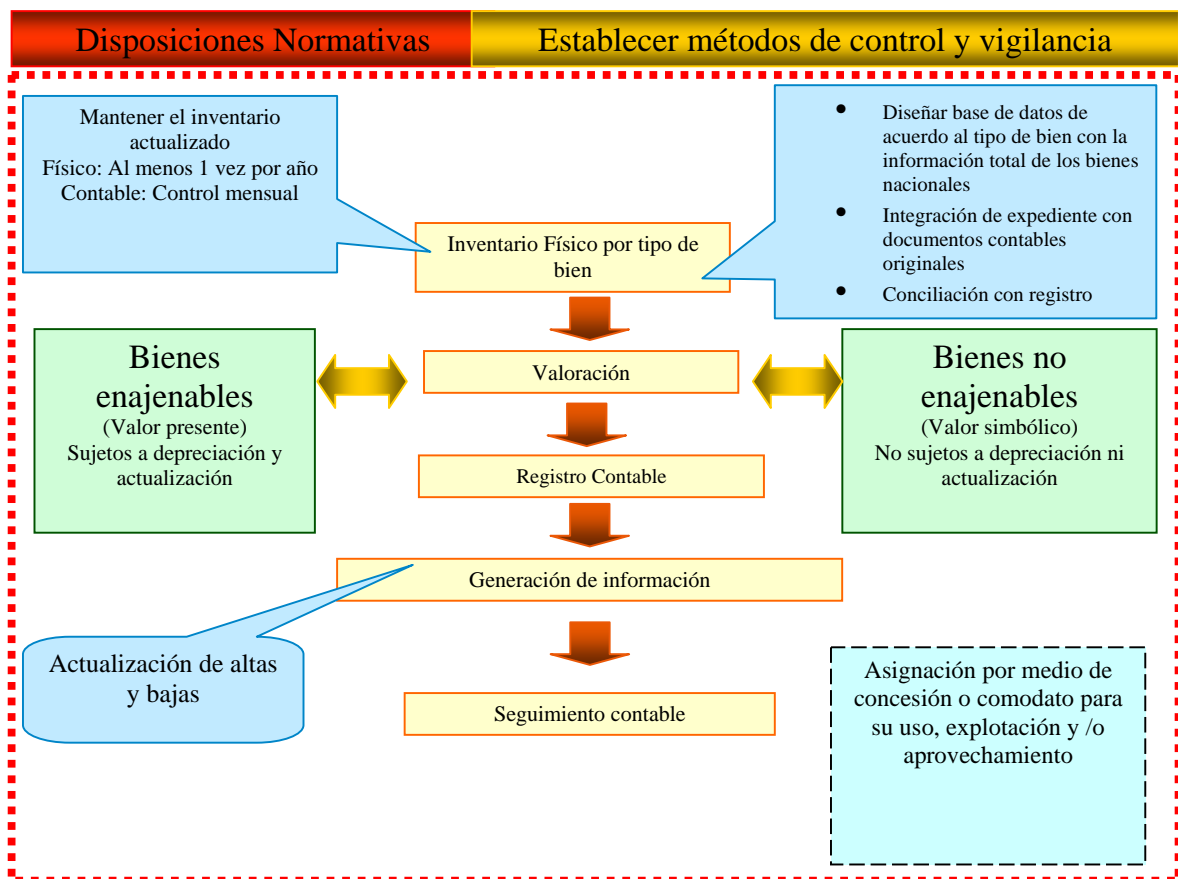 Disposiciones Normativas
Establecer métodos de control y vigilancia
Mantener el inventario
actualizado
Físico: Al menos 1 vez por año
Contable: Control mensual
• Diseñar base de datos de
acuerdo al tipo de bien con la
información total de los bienes
nacionales
• Integración de expediente con
documentos contables
originales
• Conciliación con registro
Inventario Físico por tipo de
bien
Bienes
enajenables
(Valor presente)
Sujetos a depreciación y
actualización
Valoración
Bienes no
enajenables
(Valor simbólico)
No sujetos a depreciación ni
actualización
Registro Contable
Generación de información
Actualización de altas
y bajas
Seguimiento contable
Asignación por medio de
concesión o comodato para
su uso, explotación y /o
aprovechamiento